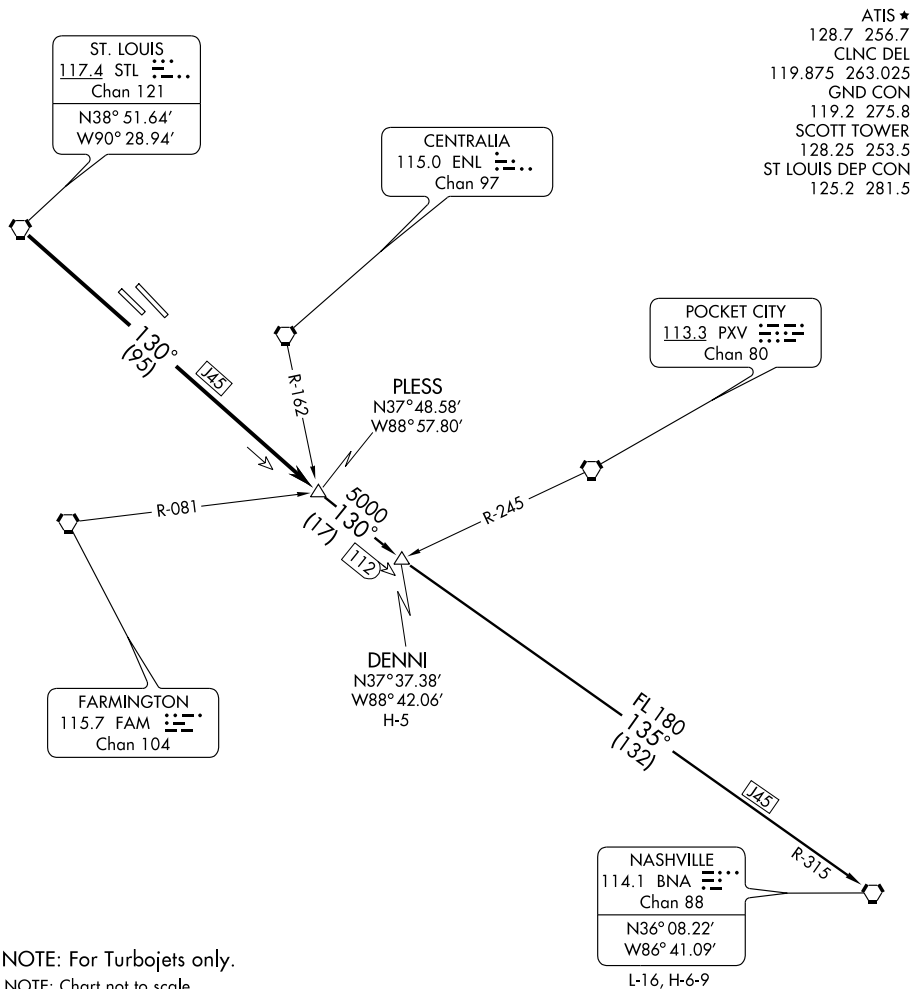 ATIS ★
128.7 256.7
CLNC DEL
119.875 263.025
GND CON
119.2 275.8
SCOTT TOWER
128.25 253.5
ST LOUIS DEP CON
125.2 281.5
ST. LOUIS
117.4 STL
Chan 121
N38° 51.64′
W90° 28.94′
CENTRALIA
115.0 ENL
Chan 97
POCKET CITY
113.3 PXV
Chan 80
130°
(95)
J45
R-162
PLESS
N37°48.58′
W88°57.80′
R-081
5000
130°
(17)
112
R-245
DENNI
N37°37.38′
W88°42.06′
H-5
FARMINGTON
115.7 FAM
Chan 104
FL 180
135°
(132)
J45
R-315
NASHVILLE
114.1 BNA
Chan 88
N36°08.22′
W86°41.09′
L-16, H-6-9
NOTE: For Turbojets only.
NOTE: Chart not to scale